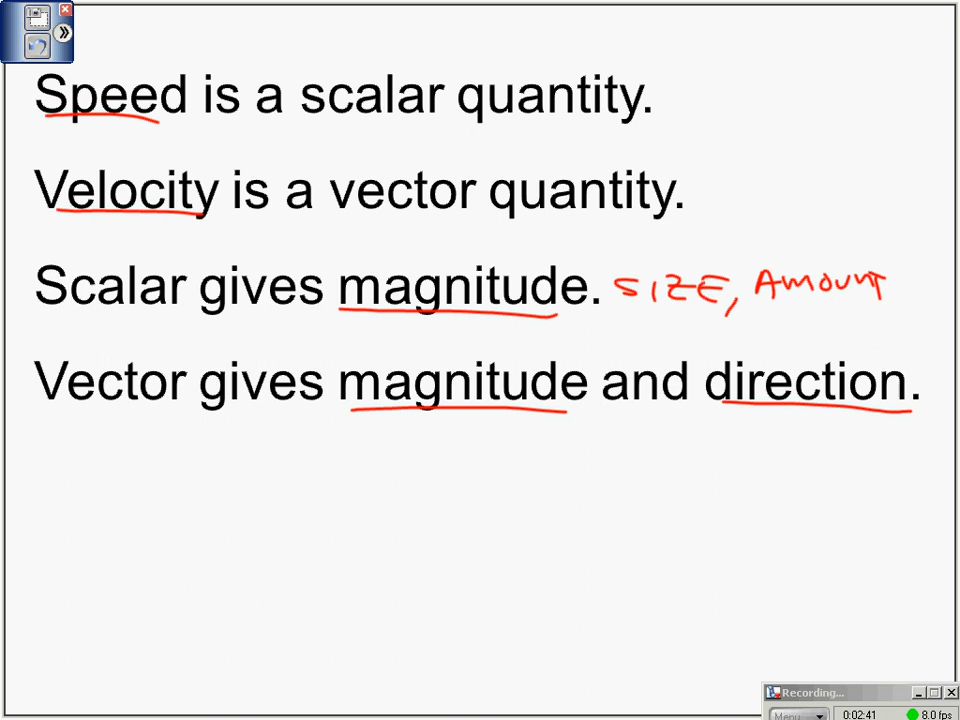 Speed is a scalar quantity.
Velocity is a vector quantity.
Scalar gives magnitude. SIZE, AMOUNT
Vector gives magnitude and direction.
Recording...
Menu 0:02:41 8.0 fps